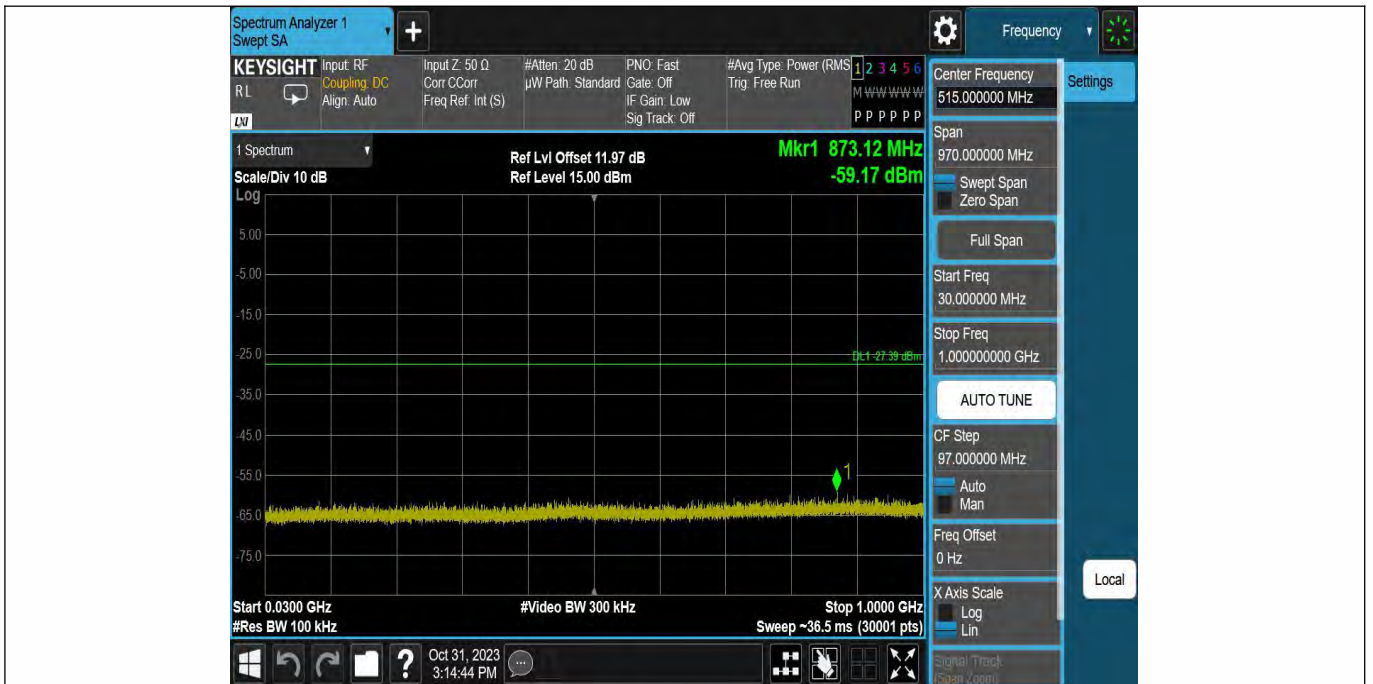 Spectrum Analyzer 1
Swept SA
Frequency
KEYSIGHT
RL
LXI
Input: RF
Coupling: DC
Align: Auto
Input Z: 50 Ω
Corr CCorr
Freq Ref: Int (S)
#Atten: 20 dB
µW Path: Standard
PNO: Fast
Gate: Off
IF Gain: Low
Sig Track: Off
#Avg Type: Power (RMS
Trig: Free Run
1 2 3 4 5 6
M W W W W W
P P P P P P
1 Spectrum
Scale/Div 10 dB
Log
Ref Lvl Offset 11.97 dB
Ref Level 15.00 dBm
Mkr1 873.12 MHz
-59.17 dBm
5.00
-5.00
-15.0
-25.0
DL1 -27.39 dBm
-35.0
-45.0
-55.0
1
-65.0
-75.0
Start 0.0300 GHz
#Res BW 100 kHz
#Video BW 300 kHz
Stop 1.0000 GHz
Sweep ~36.5 ms (30001 pts)
Oct 31, 2023
3:14:44 PM
Center Frequency
515.000000 MHz
Span
970.000000 MHz
Swept Span
Zero Span
Full Span
Start Freq
30.000000 MHz
Stop Freq
1.000000000 GHz
AUTO TUNE
CF Step
97.000000 MHz
Auto
Man
Freq Offset
0 Hz
X Axis Scale
Log
Lin
Signal Track
(Span Zoom)
Settings
Local